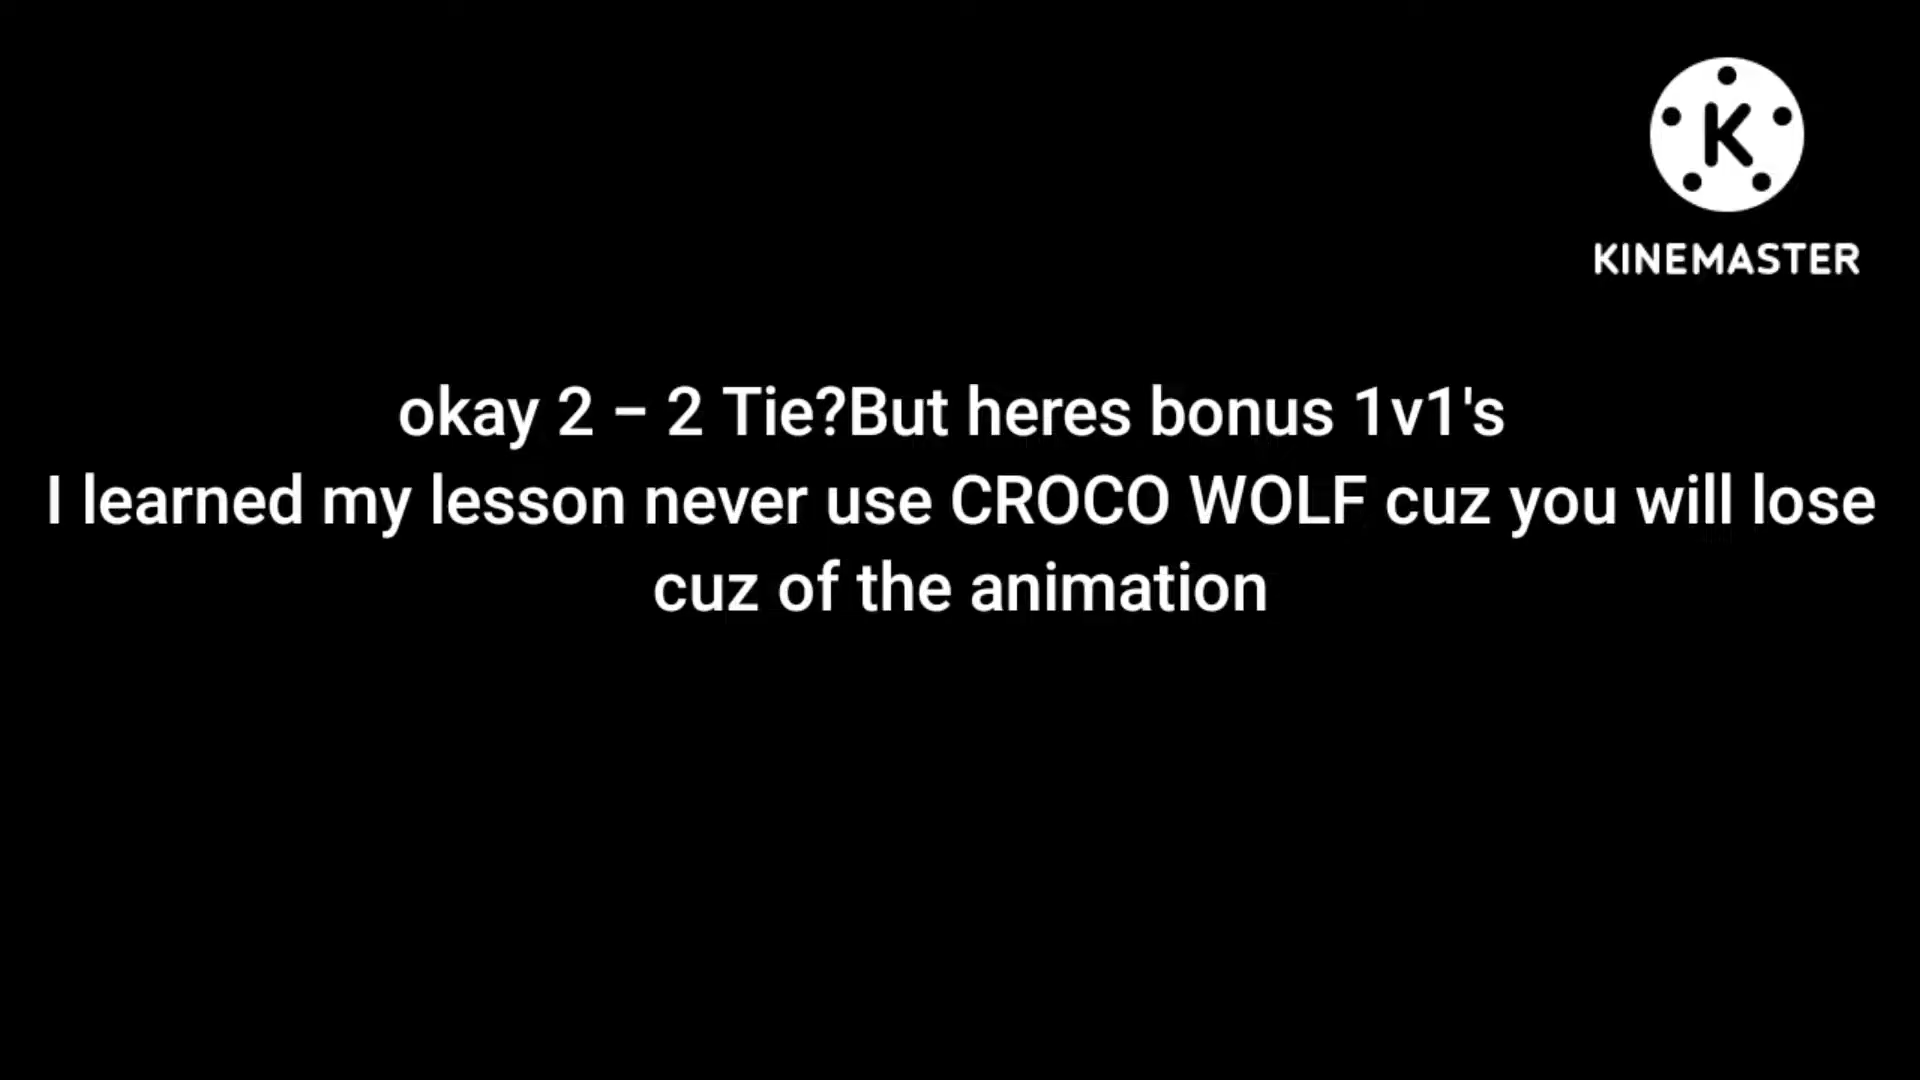 K
KINEMASTER
okay 2 – 2 Tie?But heres bonus 1v1's
I learned my lesson never use CROCO WOLF cuz you will lose
cuz of the animation